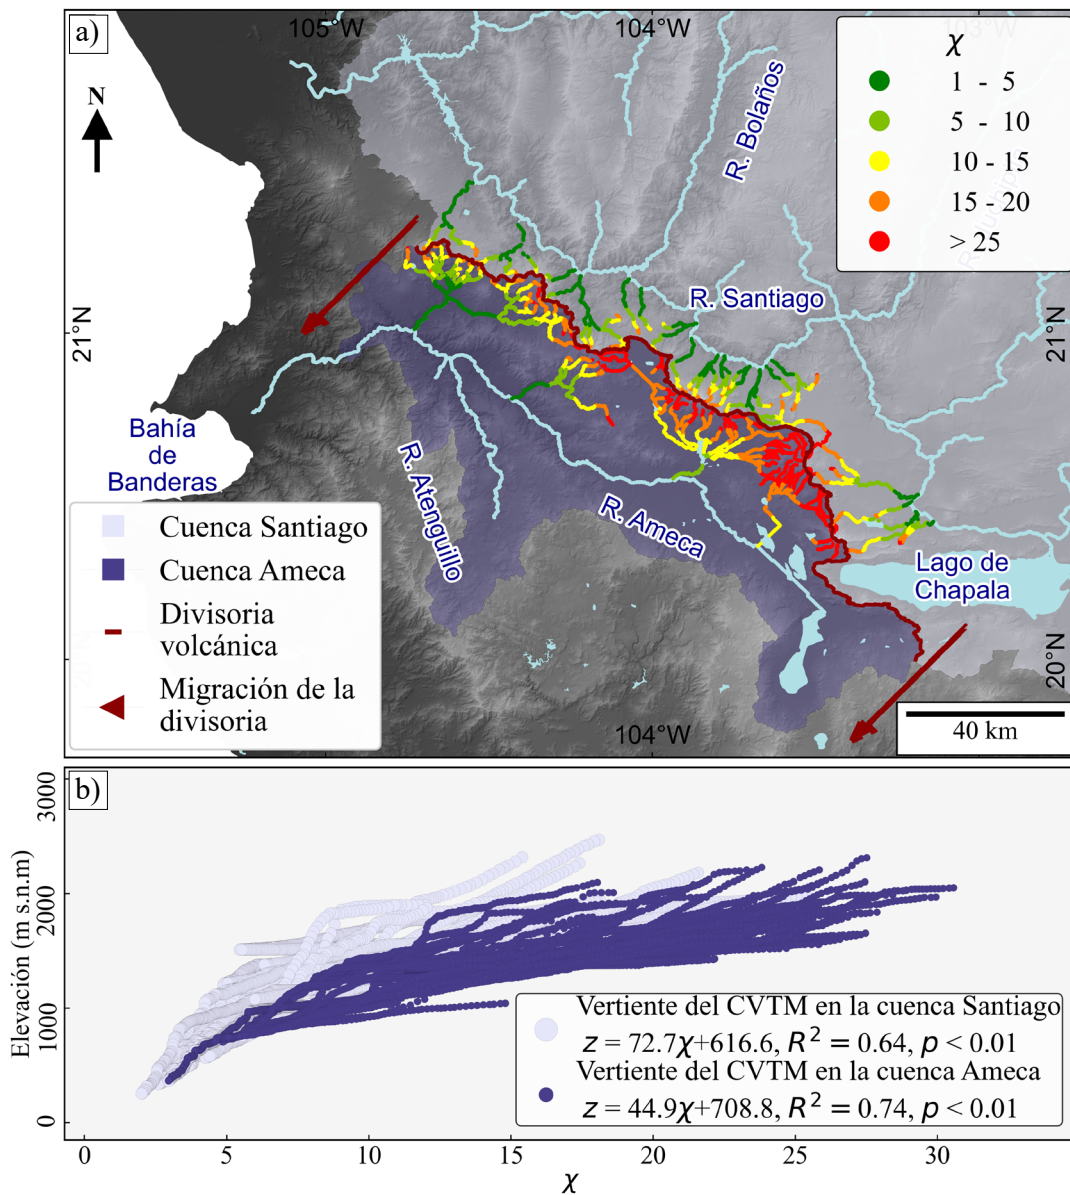 a)
105°W
104°W
103°W
N
χ
1 - 5
5 - 10
10 - 15
15 - 20
> 25
R. Bolaños
R. Santiago
21°N
21°N
Bahía
de
Banderas
R. Atenguillo
R. Ameca
Lago de
Chapala
Cuenca Santiago
Cuenca Ameca
Divisoria
volcánica
Migración de la
divisoria
20°N
104°W
40 km
b)
Elevación (m s.n.m)
3000
2000
1000
0
Vertiente del CVTM en la cuenca Santiago
z = 72.7χ+616.6, R² = 0.64, p < 0.01
Vertiente del CVTM en la cuenca Ameca
z = 44.9χ+708.8, R² = 0.74, p < 0.01
0
5
10
15
20
25
30
χ